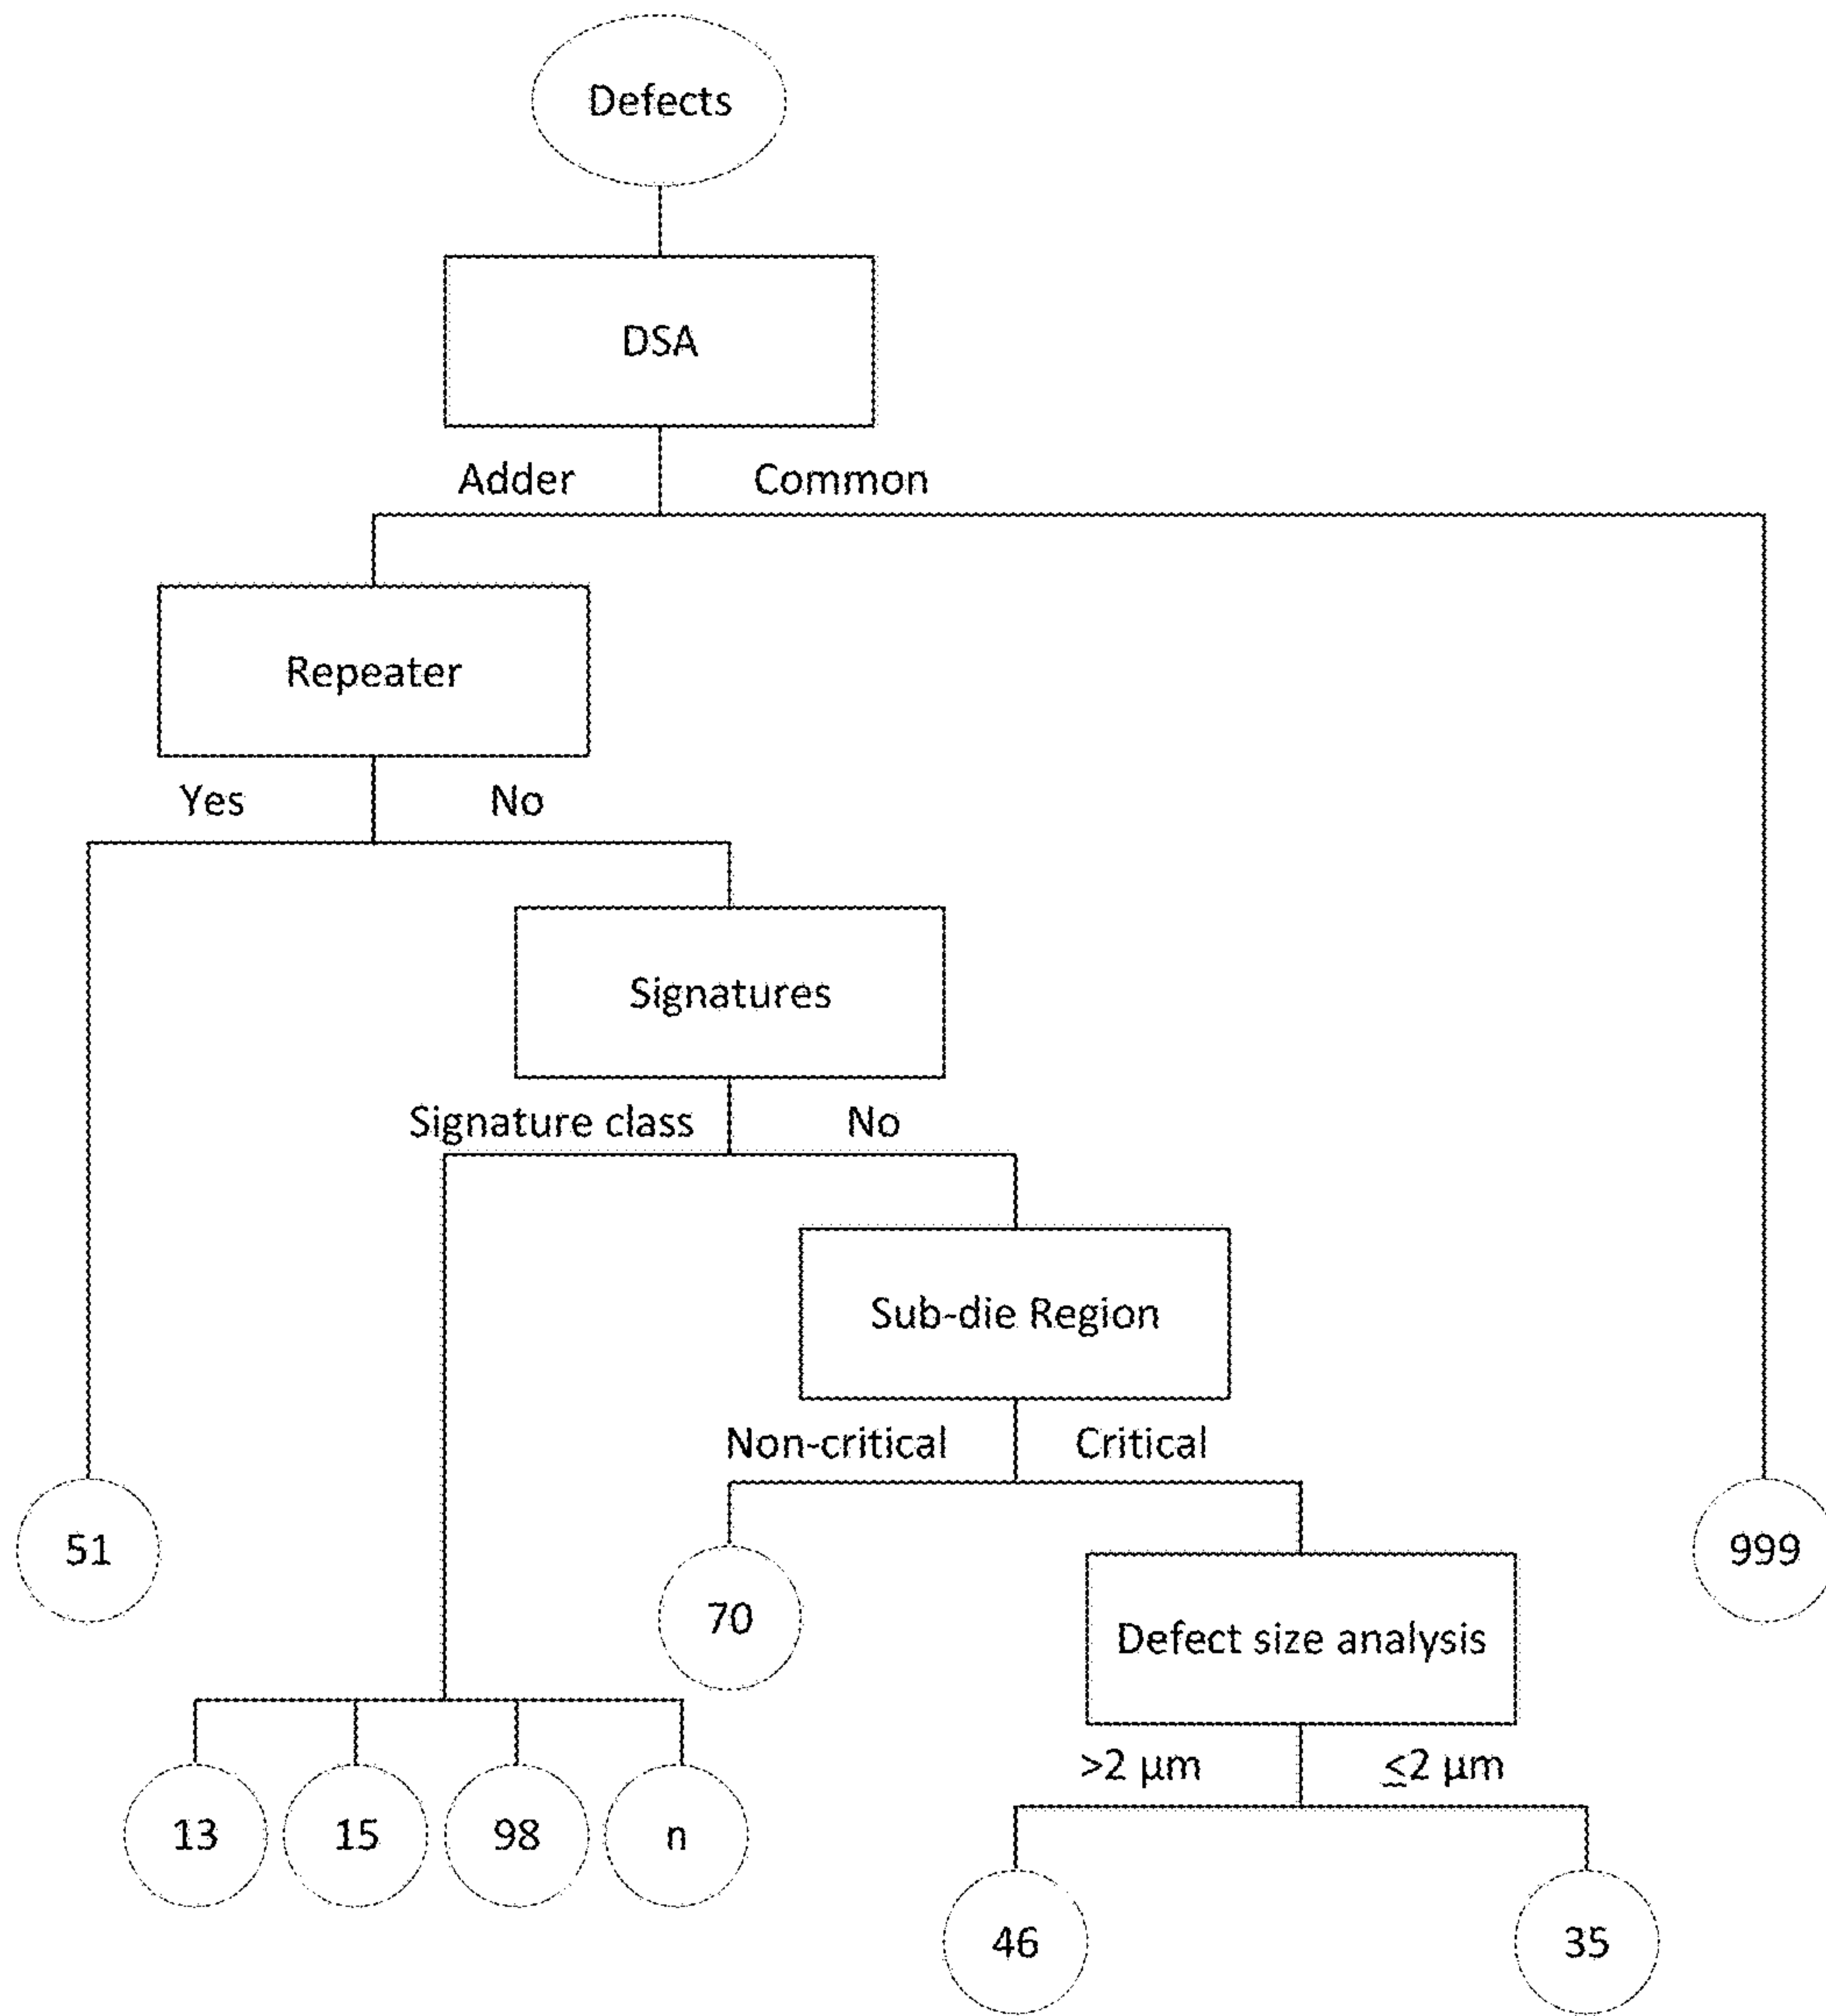 Defects
DSA
Adder
Common
Repeater
Yes
No
Signatures
Signature class
No
Sub-die Region
Non-critical
Critical
51
999
70
Defect size analysis
>2 µm
≤2 µm
13
15
98
n
46
35